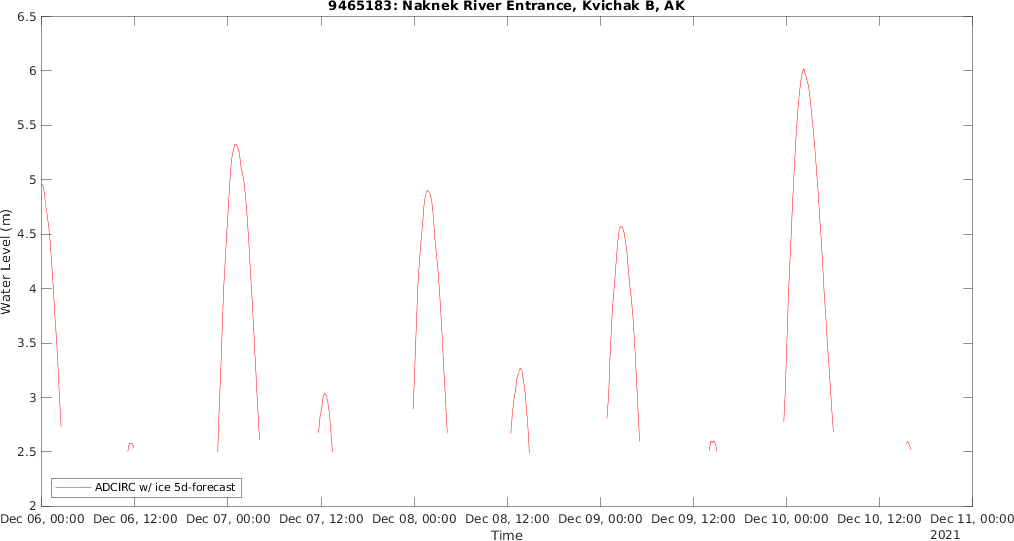 9465183: Naknek River Entrance, Kvichak B, AK
6.5
6
5.5
5
4.5
4
3.5
3
2.5
2
Water Level (m)
ADCIRC w/ ice 5d-forecast
Dec 06, 00:00 Dec 06, 12:00 Dec 07, 00:00 Dec 07, 12:00 Dec 08, 00:00 Dec 08, 12:00 Dec 09, 00:00 Dec 09, 12:00 Dec 10, 00:00 Dec 10, 12:00 Dec 11, 00:00
Time
2021